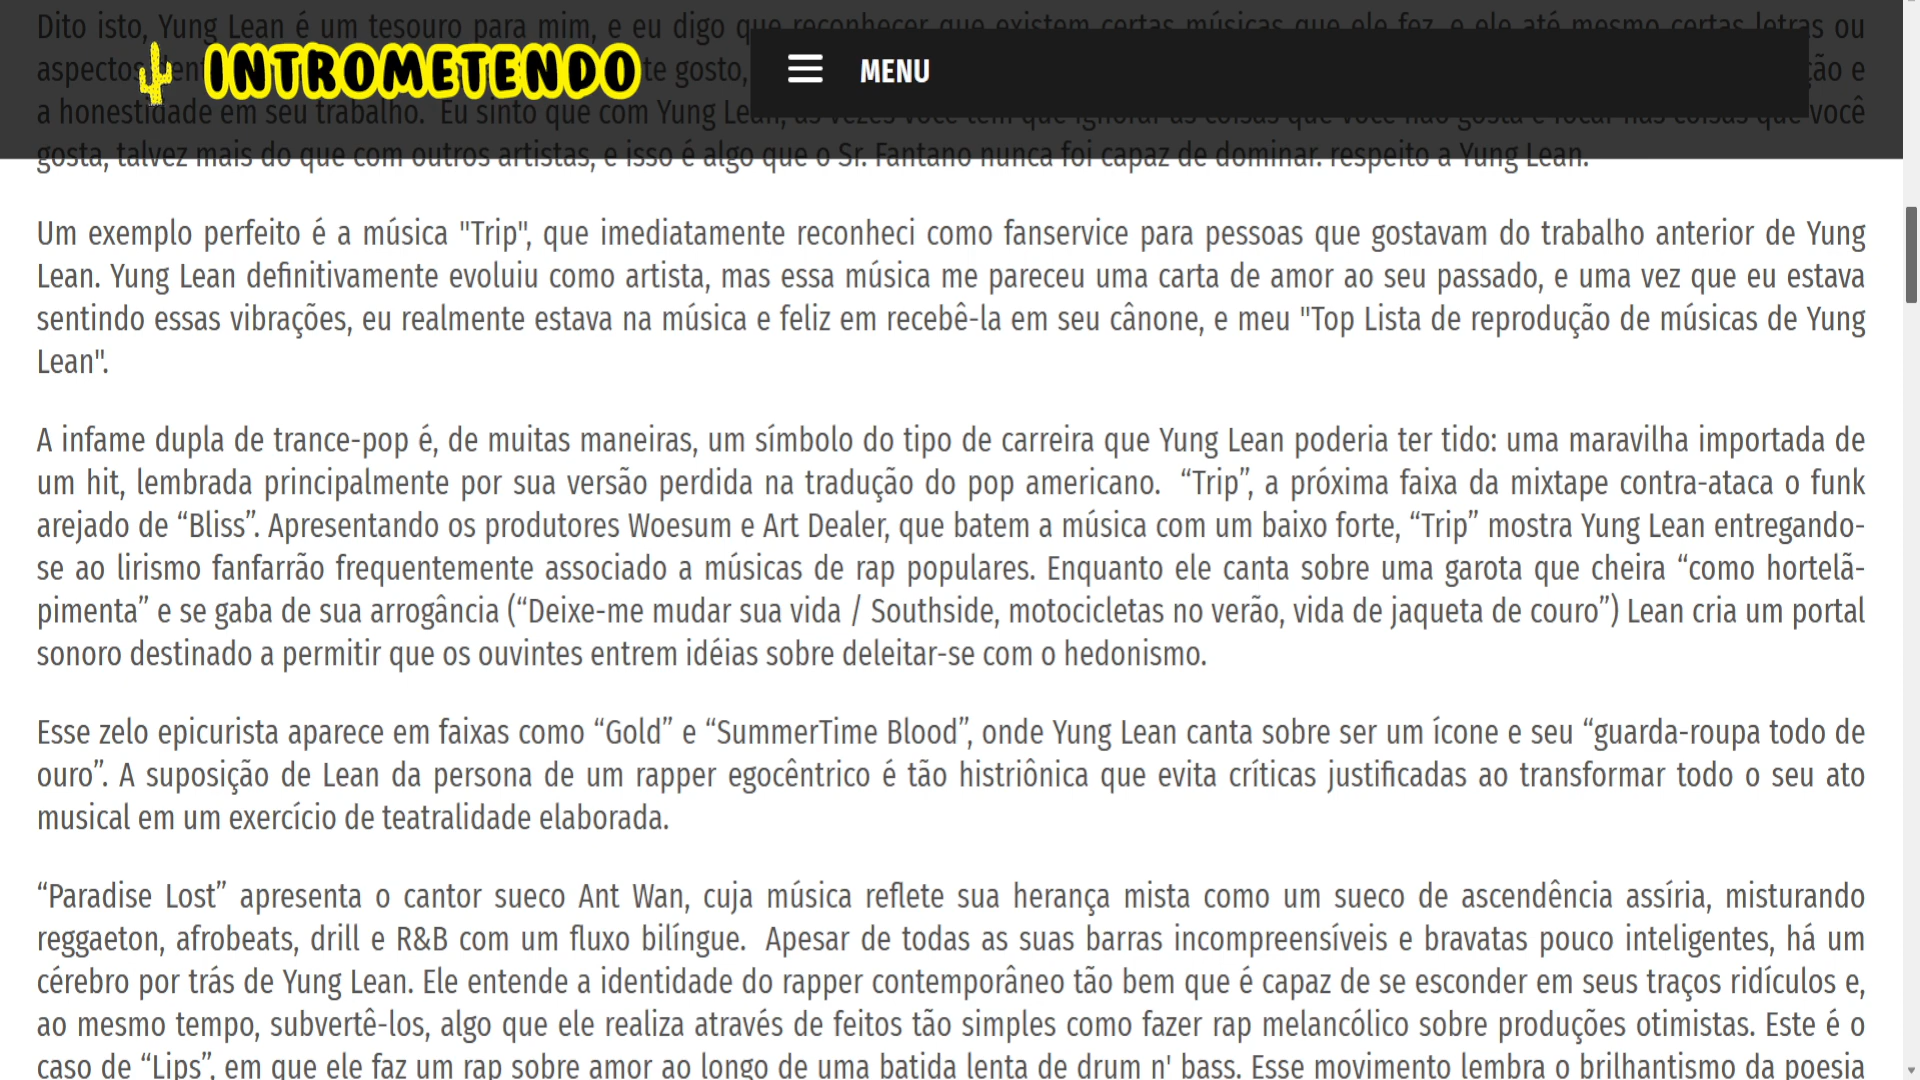 Dito isto, Yung Lean é um tesouro para mim, e eu digo que reconhecer que existem certas músicas que ele fez, e ele até mesmo certas letras ou
aspectos te gosto, ção e
INTROMETENDO
MENU
a honestidade em seu trabalho. Eu sinto que com Yung Lean, às vezes você tem que ignorar as coisas que você não gosta e focar nas coisas que você
gosta, talvez mais do que com outros artistas, e isso é algo que o Sr. Fantano nunca foi capaz de dominar. respeito a Yung Lean.
Um exemplo perfeito é a música "Trip", que imediatamente reconheci como fanservice para pessoas que gostavam do trabalho anterior de Yung
Lean. Yung Lean definitivamente evoluiu como artista, mas essa música me pareceu uma carta de amor ao seu passado, e uma vez que eu estava
sentindo essas vibrações, eu realmente estava na música e feliz em recebê-la em seu cânone, e meu "Top Lista de reprodução de músicas de Yung
Lean".
A infame dupla de trance-pop é, de muitas maneiras, um símbolo do tipo de carreira que Yung Lean poderia ter tido: uma maravilha importada de
um hit, lembrada principalmente por sua versão perdida na tradução do pop americano. “Trip”, a próxima faixa da mixtape contra-ataca o funk
arejado de “Bliss”. Apresentando os produtores Woesum e Art Dealer, que batem a música com um baixo forte, “Trip” mostra Yung Lean entregando-
se ao lirismo fanfarrão frequentemente associado a músicas de rap populares. Enquanto ele canta sobre uma garota que cheira “como hortelã-
pimenta” e se gaba de sua arrogância (“Deixe-me mudar sua vida / Southside, motocicletas no verão, vida de jaqueta de couro”) Lean cria um portal
sonoro destinado a permitir que os ouvintes entrem idéias sobre deleitar-se com o hedonismo.
Esse zelo epicurista aparece em faixas como “Gold” e “SummerTime Blood”, onde Yung Lean canta sobre ser um ícone e seu “guarda-roupa todo de
ouro”. A suposição de Lean da persona de um rapper egocêntrico é tão histriônica que evita críticas justificadas ao transformar todo o seu ato
musical em um exercício de teatralidade elaborada.
“Paradise Lost” apresenta o cantor sueco Ant Wan, cuja música reflete sua herança mista como um sueco de ascendência assíria, misturando
reggaeton, afrobeats, drill e R&B com um fluxo bilíngue. Apesar de todas as suas barras incompreensíveis e bravatas pouco inteligentes, há um
cérebro por trás de Yung Lean. Ele entende a identidade do rapper contemporâneo tão bem que é capaz de se esconder em seus traços ridículos e,
ao mesmo tempo, subvertê-los, algo que ele realiza através de feitos tão simples como fazer rap melancólico sobre produções otimistas. Este é o
caso de “Lips”, em que ele faz um rap sobre amor ao longo de uma batida lenta de drum n' bass. Esse movimento lembra o brilhantismo da poesia